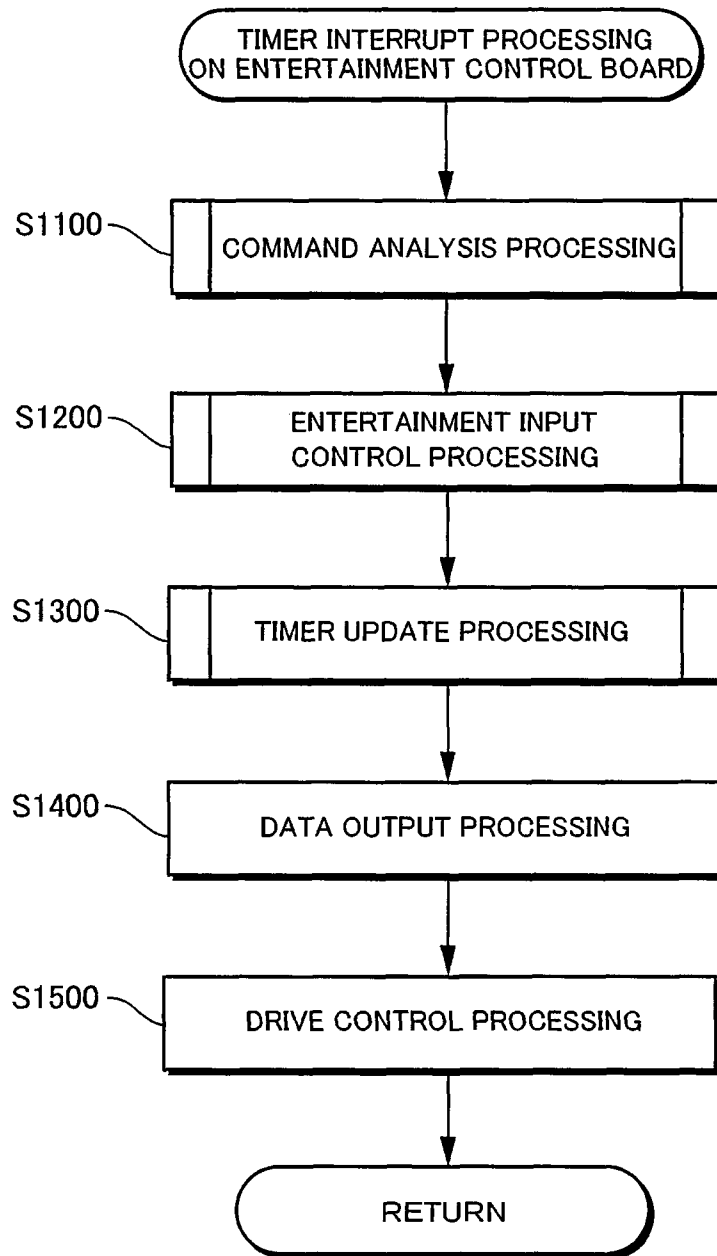 TIMER INTERRUPT PROCESSING
ON ENTERTAINMENT CONTROL BOARD
S1100
COMMAND ANALYSIS PROCESSING
S1200
ENTERTAINMENT INPUT
CONTROL PROCESSING
S1300
TIMER UPDATE PROCESSING
S1400
DATA OUTPUT PROCESSING
S1500
DRIVE CONTROL PROCESSING
RETURN